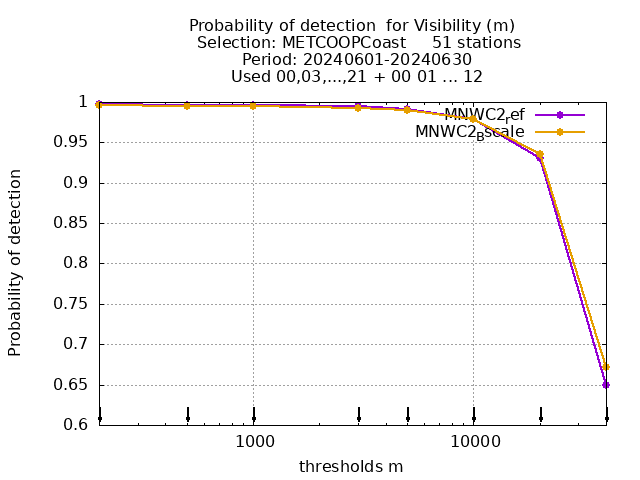 Probability of detection  for Visibility (m)
Selection: METCOOPCoast     51 stations
Period: 20240601-20240630
Used 00,03,...,21 + 00 01 ... 12
MNWC2ref
MNWC2Bscale
1
0.95
0.9
0.85
0.8
0.75
0.7
0.65
0.6
Probability of detection
1000
10000
thresholds m